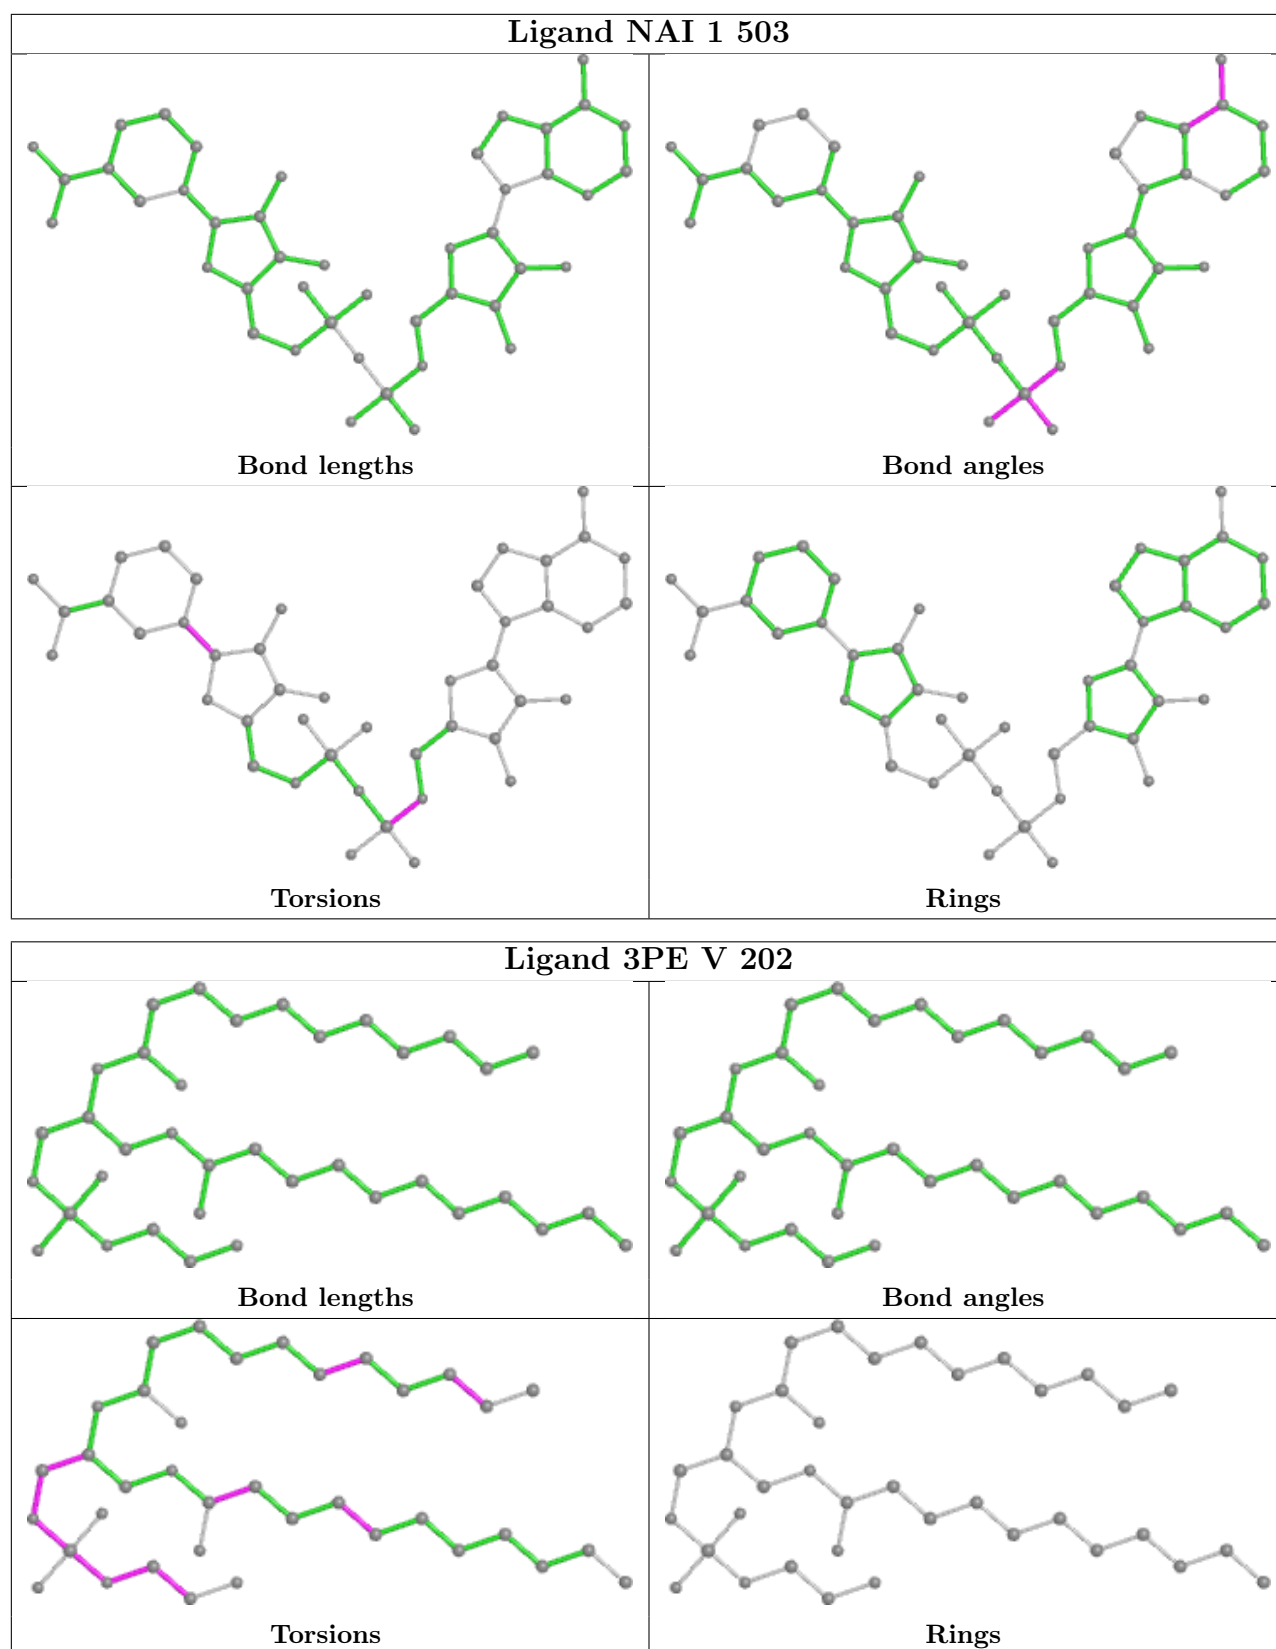 Ligand NAI 1 503
Bond lengths
Bond angles
Torsions
Rings
Ligand 3PE V 202
Bond lengths
Bond angles
Torsions
Rings